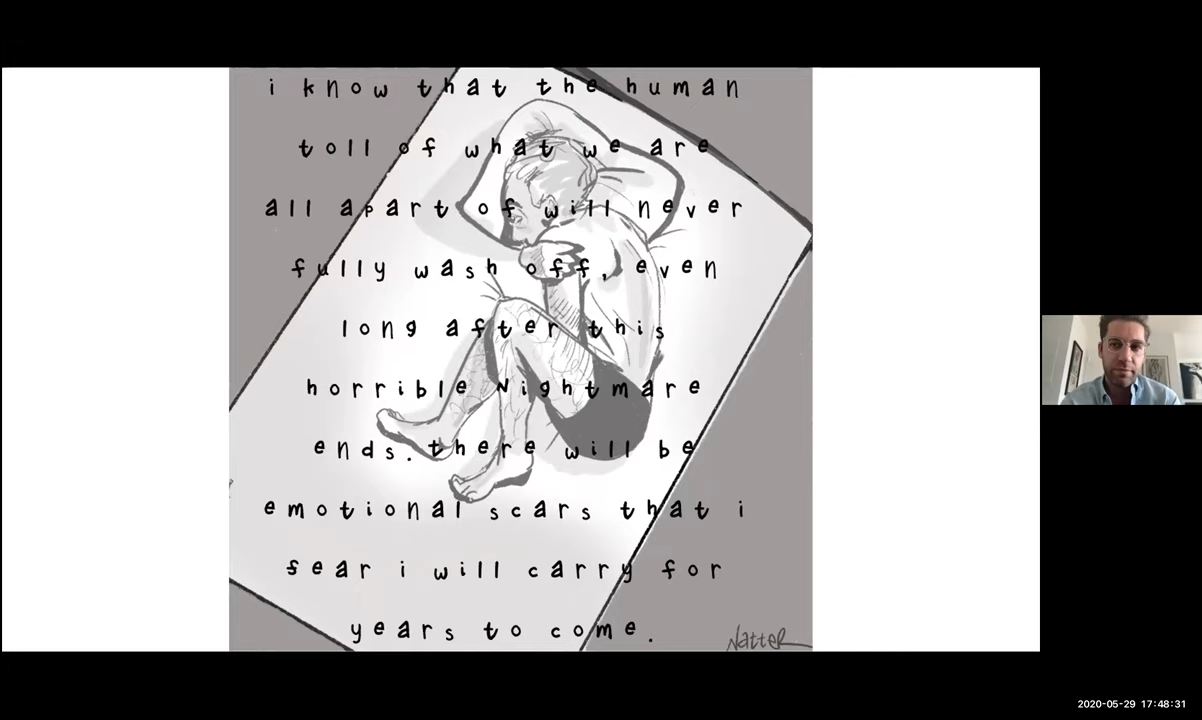 i know that the human
toll of what we are
all apart of will never
fully wash off, even
long after this
horrible Nightmare
ends. there will be
emotional scars that i
fear i will carry for
years to come.
Natter
2020-05-29 17:48:31